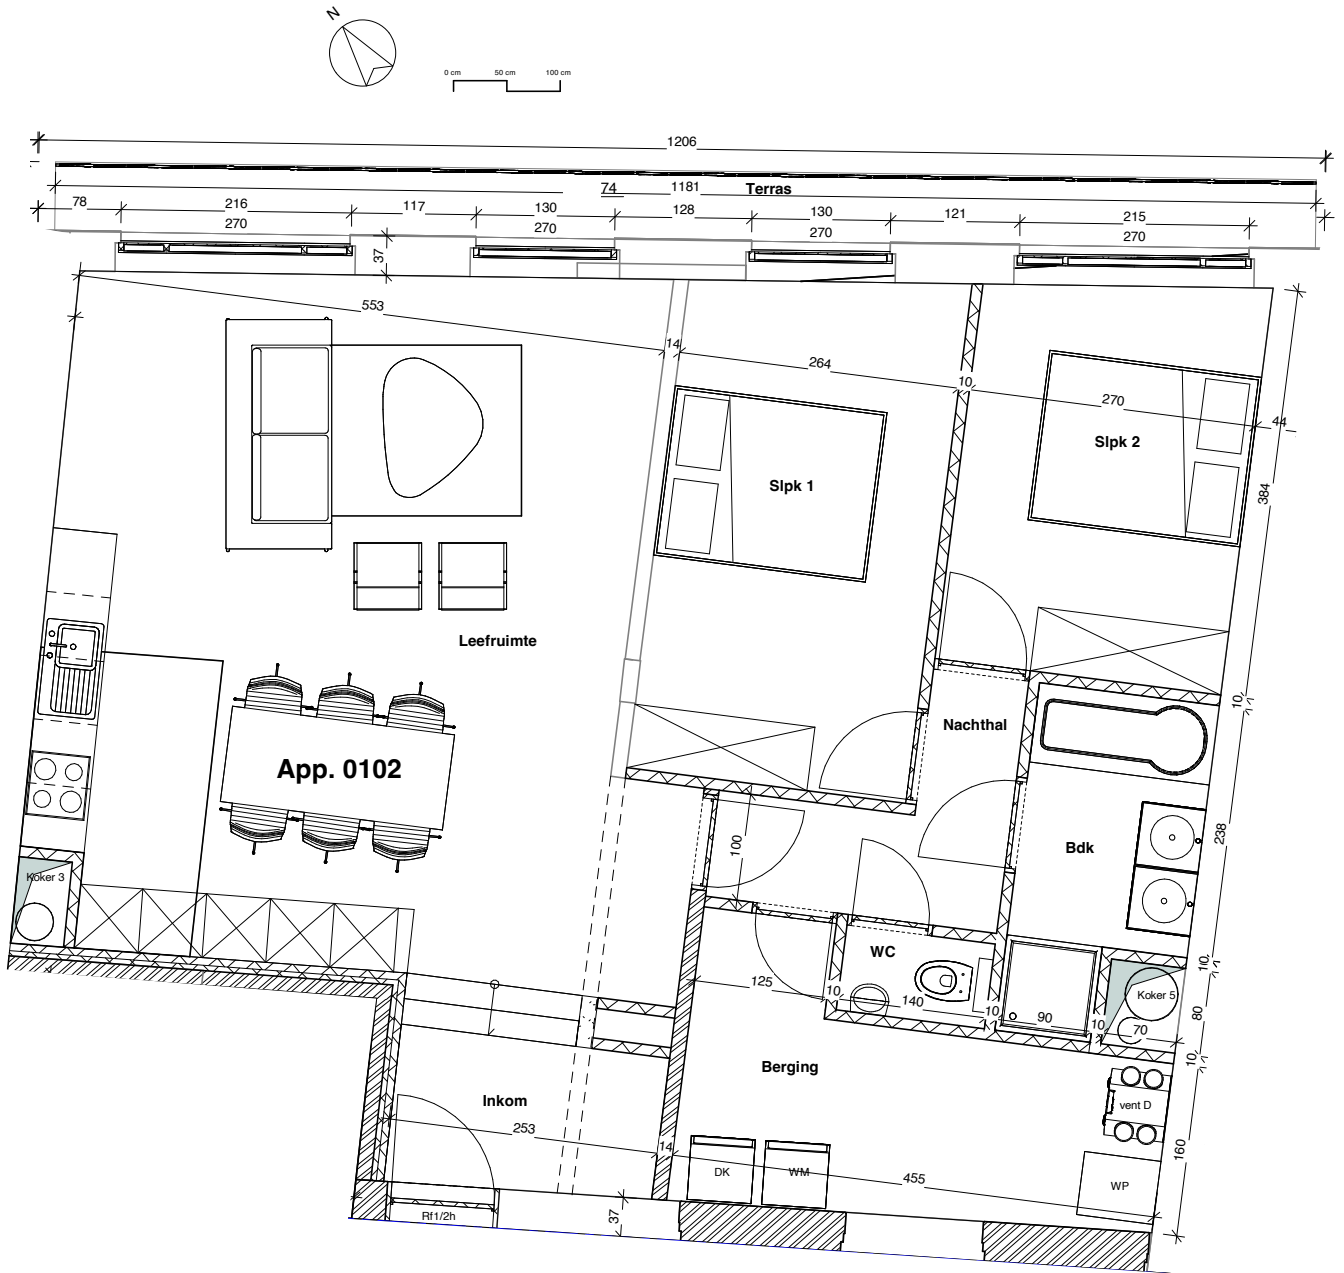 N
0 cm 50 cm 100 cm
1206
74 1181 Terras
78 216 117 130 128 130 121 215
270 270 270 270
37
553
14
264
10
270
44
Slpk 1
Slpk 2
384
Leefruimte
Nachthal
10
App. 0102
100
Bdk
238
Koker 3
WC
10
125
10
140
10
90
10
70
Koker 5
80
10
Berging
Inkom
vent D
253
14
160
DK
WM
455
WP
Rf1/2h
37